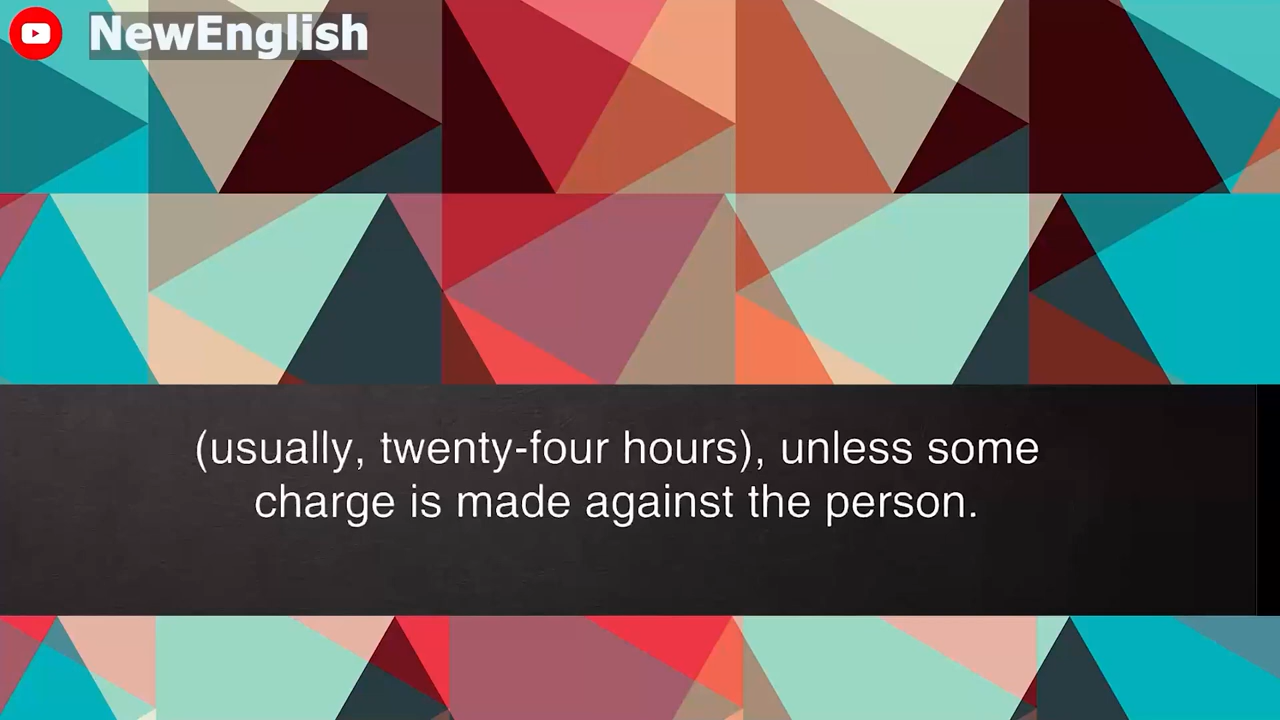 NewEnglish
(usually, twenty-four hours), unless some
charge is made against the person.